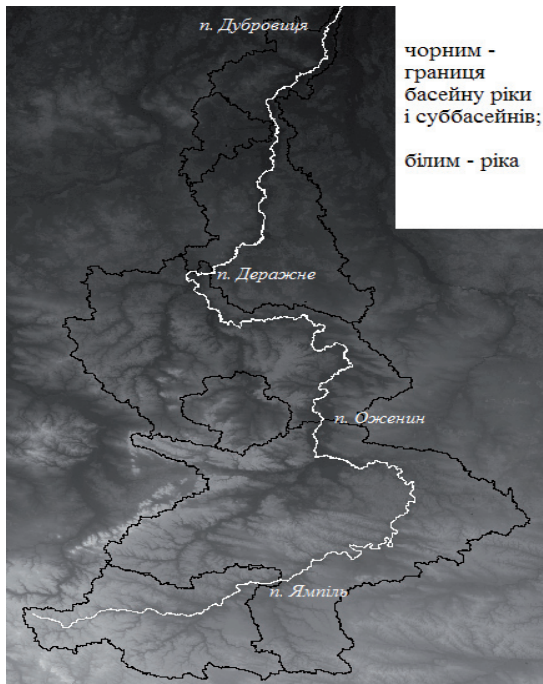 п. Дубровиця
чорним -
границя
басейну ріки
і суббасейнів;
білим - ріка
п. Деражне
п. Оженин
п. Ямпіль